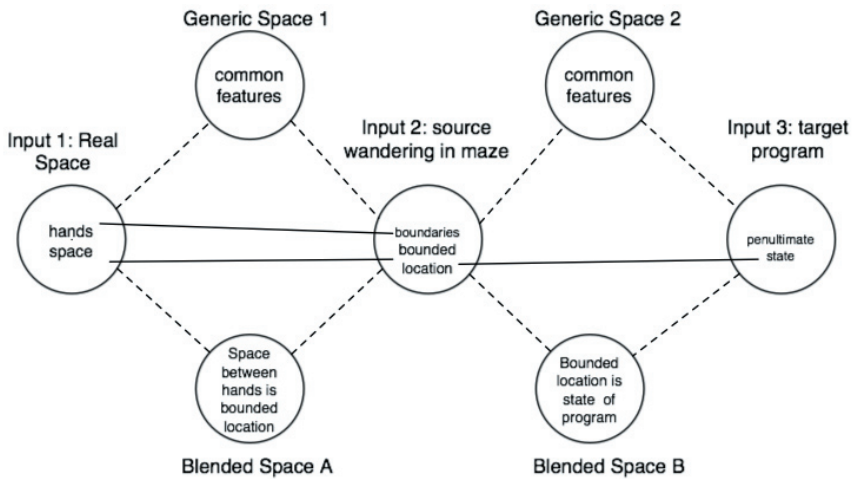 Generic Space 1
Generic Space 2
common
features
common
features
Input 1: Real
Space
Input 2: source
wandering in maze
Input 3: target
program
hands
space
boundaries
bounded
location
penultimate
state
Space
between
hands is
bounded
location
Bounded
location is
state of
program
Blended Space A
Blended Space B